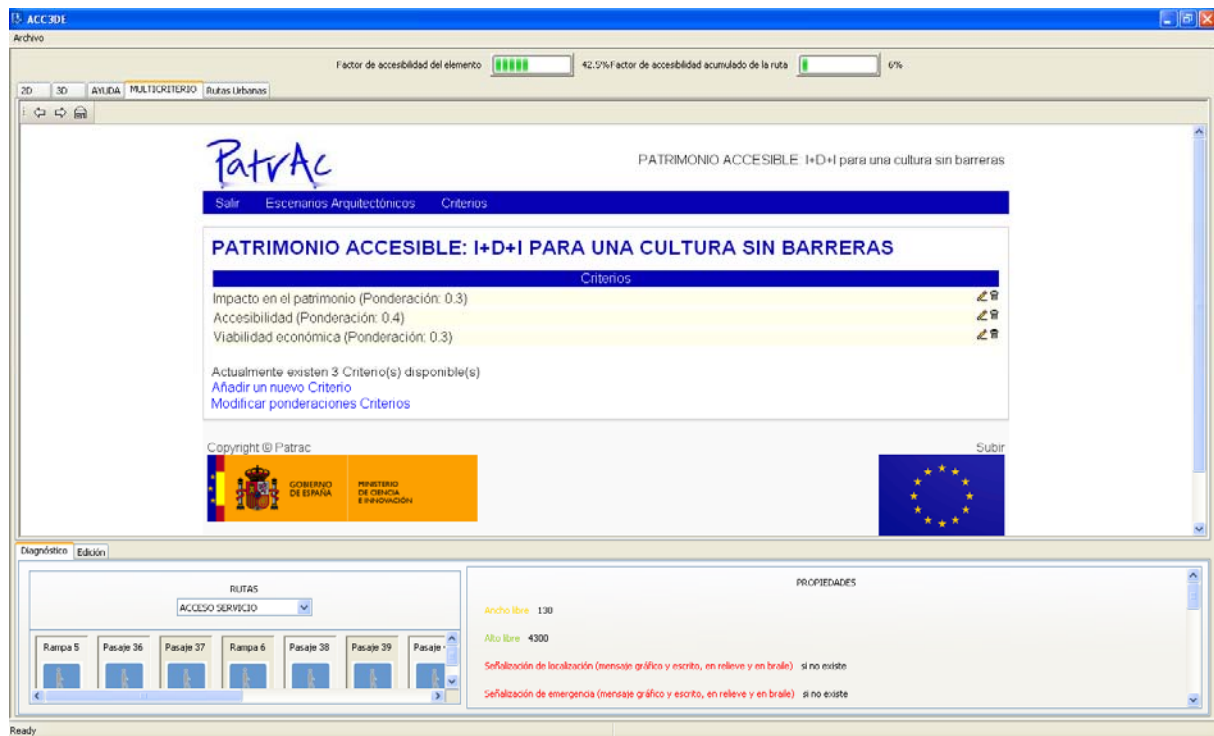 ACC3DE
Archivo
Factor de accesibilidad del elemento 42.5% Factor de accesibilidad acumulado de la ruta 6%
2D 3D AYUDA MULTICRITERIO Rutas Urbanas
PatrAc
PATRIMONIO ACCESIBLE: I+D+I para una cultura sin barreras
Salir Escenarios Arquitectónicos Criterios
PATRIMONIO ACCESIBLE: I+D+I PARA UNA CULTURA SIN BARRERAS
Criterios
Impacto en el patrimonio (Ponderación: 0.3)
Accesibilidad (Ponderación: 0.4)
Viabilidad económica (Ponderación: 0.3)
Actualmente existen 3 Criterio(s) disponible(s)
Añadir un nuevo Criterio
Modificar ponderaciones Criterios
Copyright © Patrac
Subir
GOBIERNO
DE ESPAÑA
MINISTERIO
DE CIENCIA
E INNOVACIÓN
Diagnóstico Edición
RUTAS
ACCESO SERVICIO
Rampa 5 Pasaje 36 Pasaje 37 Rampa 6 Pasaje 38 Pasaje 39 Pasaje
PROPIEDADES
Ancho libre 130
Alto libre 4300
Señalización de localización (mensaje gráfico y escrito, en relieve y en braile) si no existe
Señalización de emergencia (mensaje gráfico y escrito, en relieve y en braile) si no existe
Ready